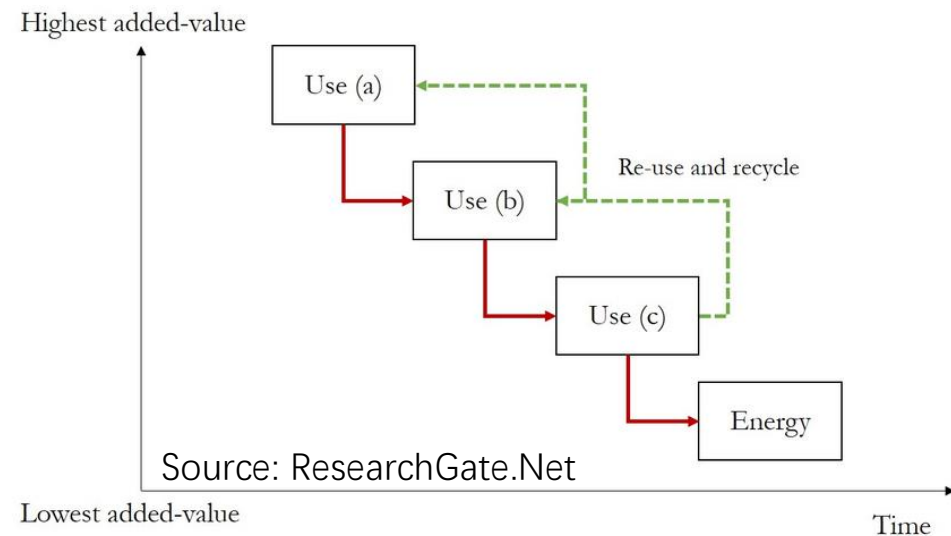 Highest added-value
Use (a)
Re-use and recycle
Use (b)
Use (c)
Energy
Source: ResearchGate.Net
Lowest added-value
Time